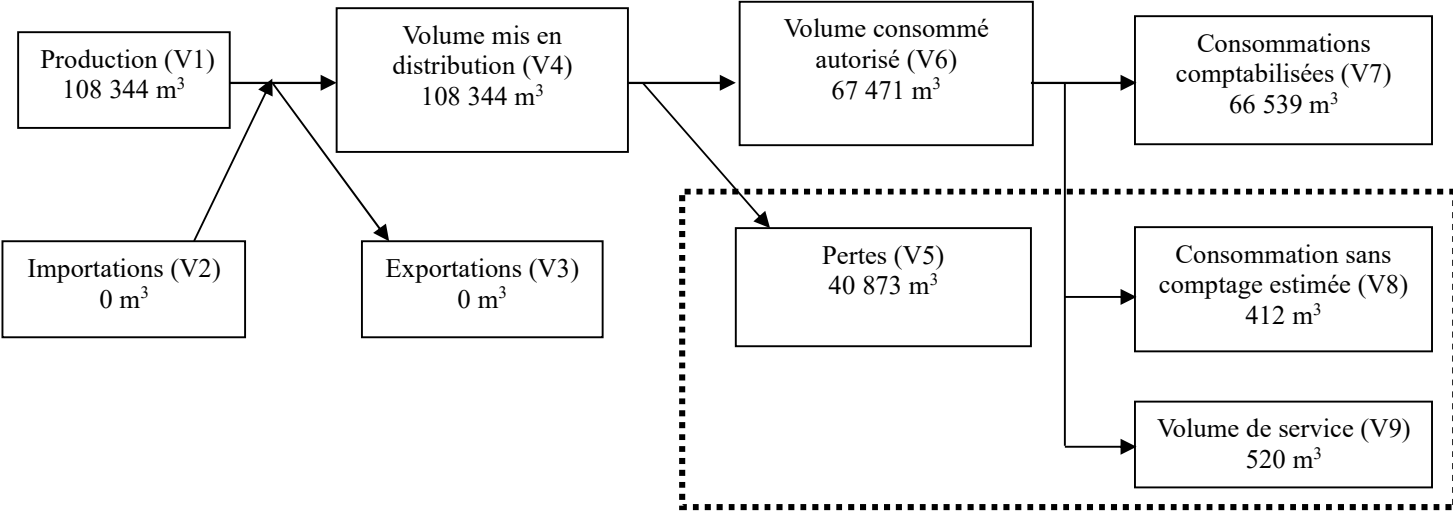 Production (V1)
108 344 m³
Volume mis en
distribution (V4)
108 344 m³
Volume consommé
autorisé (V6)
67 471 m³
Consommations
comptabilisées (V7)
66 539 m³
Importations (V2)
0 m³
Exportations (V3)
0 m³
Pertes (V5)
40 873 m³
Consommation sans
comptage estimée (V8)
412 m³
Volume de service (V9)
520 m³